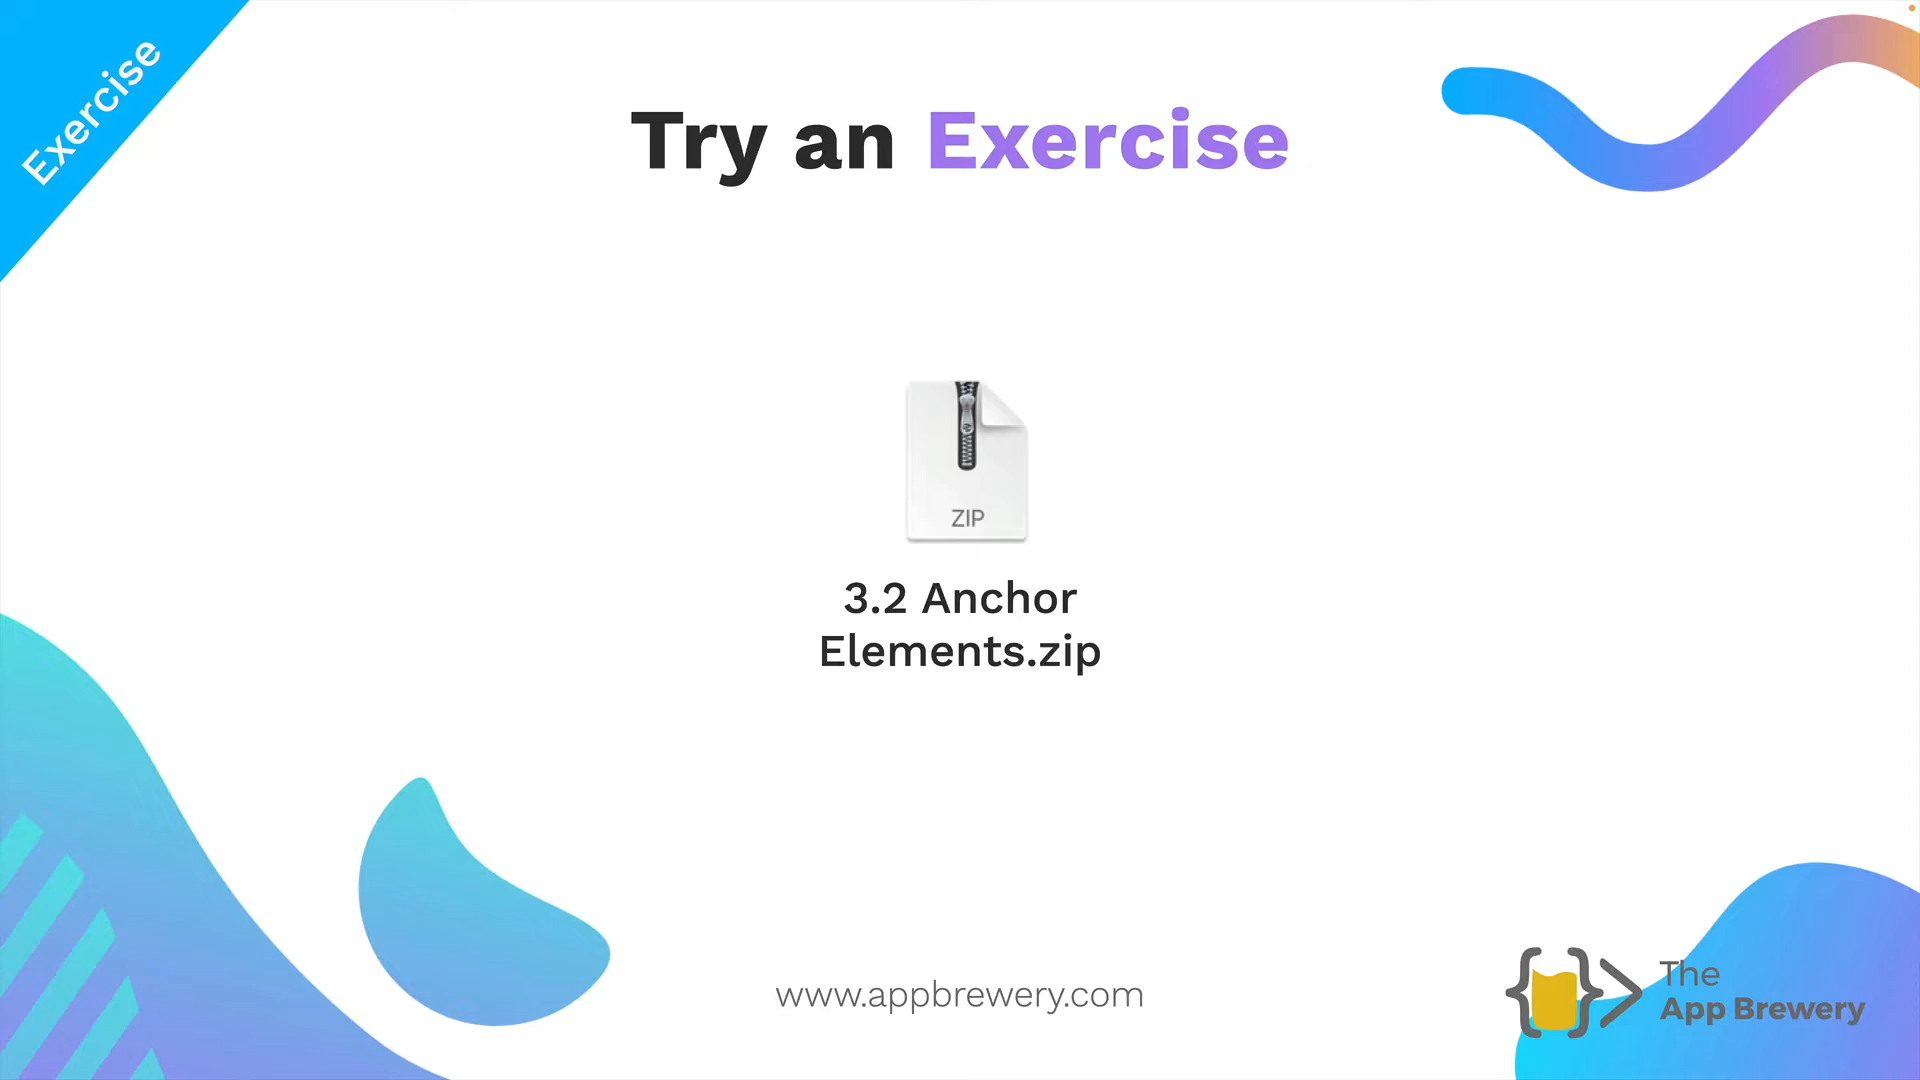 Exercise
Try an Exercise
ZIP
3.2 Anchor
Elements.zip
www.appbrewery.com
The
App Brewery